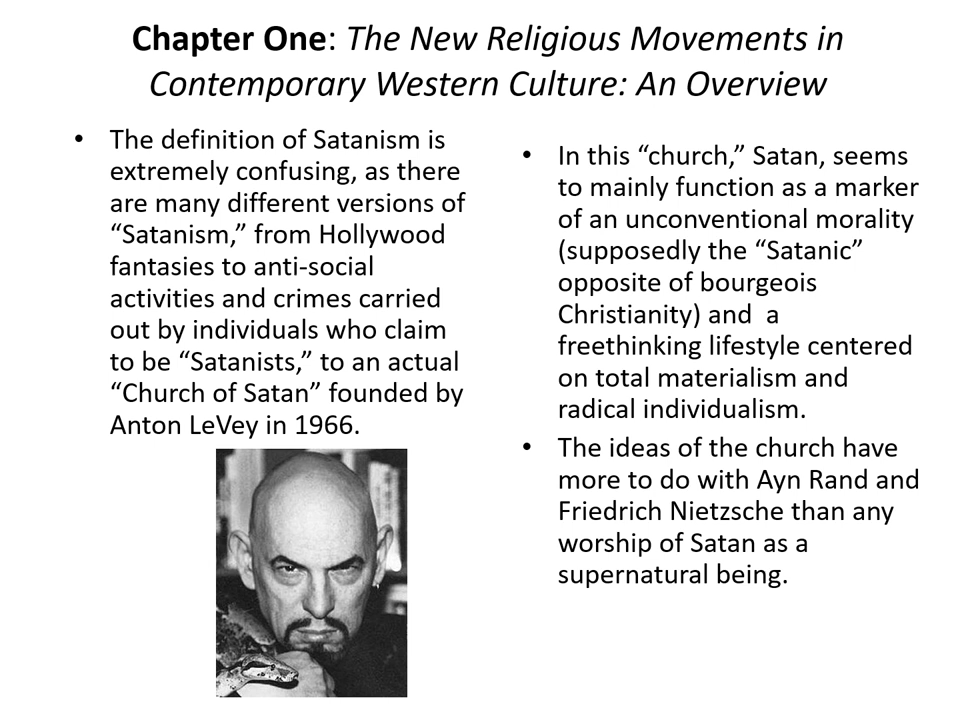 Chapter One: The New Religious Movements in
Contemporary Western Culture: An Overview
• The definition of Satanism is
extremely confusing, as there
are many different versions of
“Satanism,” from Hollywood
fantasies to anti-social
activities and crimes carried
out by individuals who claim
to be “Satanists,” to an actual
“Church of Satan” founded by
Anton LeVey in 1966.
• In this “church,” Satan, seems
to mainly function as a marker
of an unconventional morality
(supposedly the “Satanic”
opposite of bourgeois
Christianity) and  a
freethinking lifestyle centered
on total materialism and
radical individualism.
• The ideas of the church have
more to do with Ayn Rand and
Friedrich Nietzsche than any
worship of Satan as a
supernatural being.